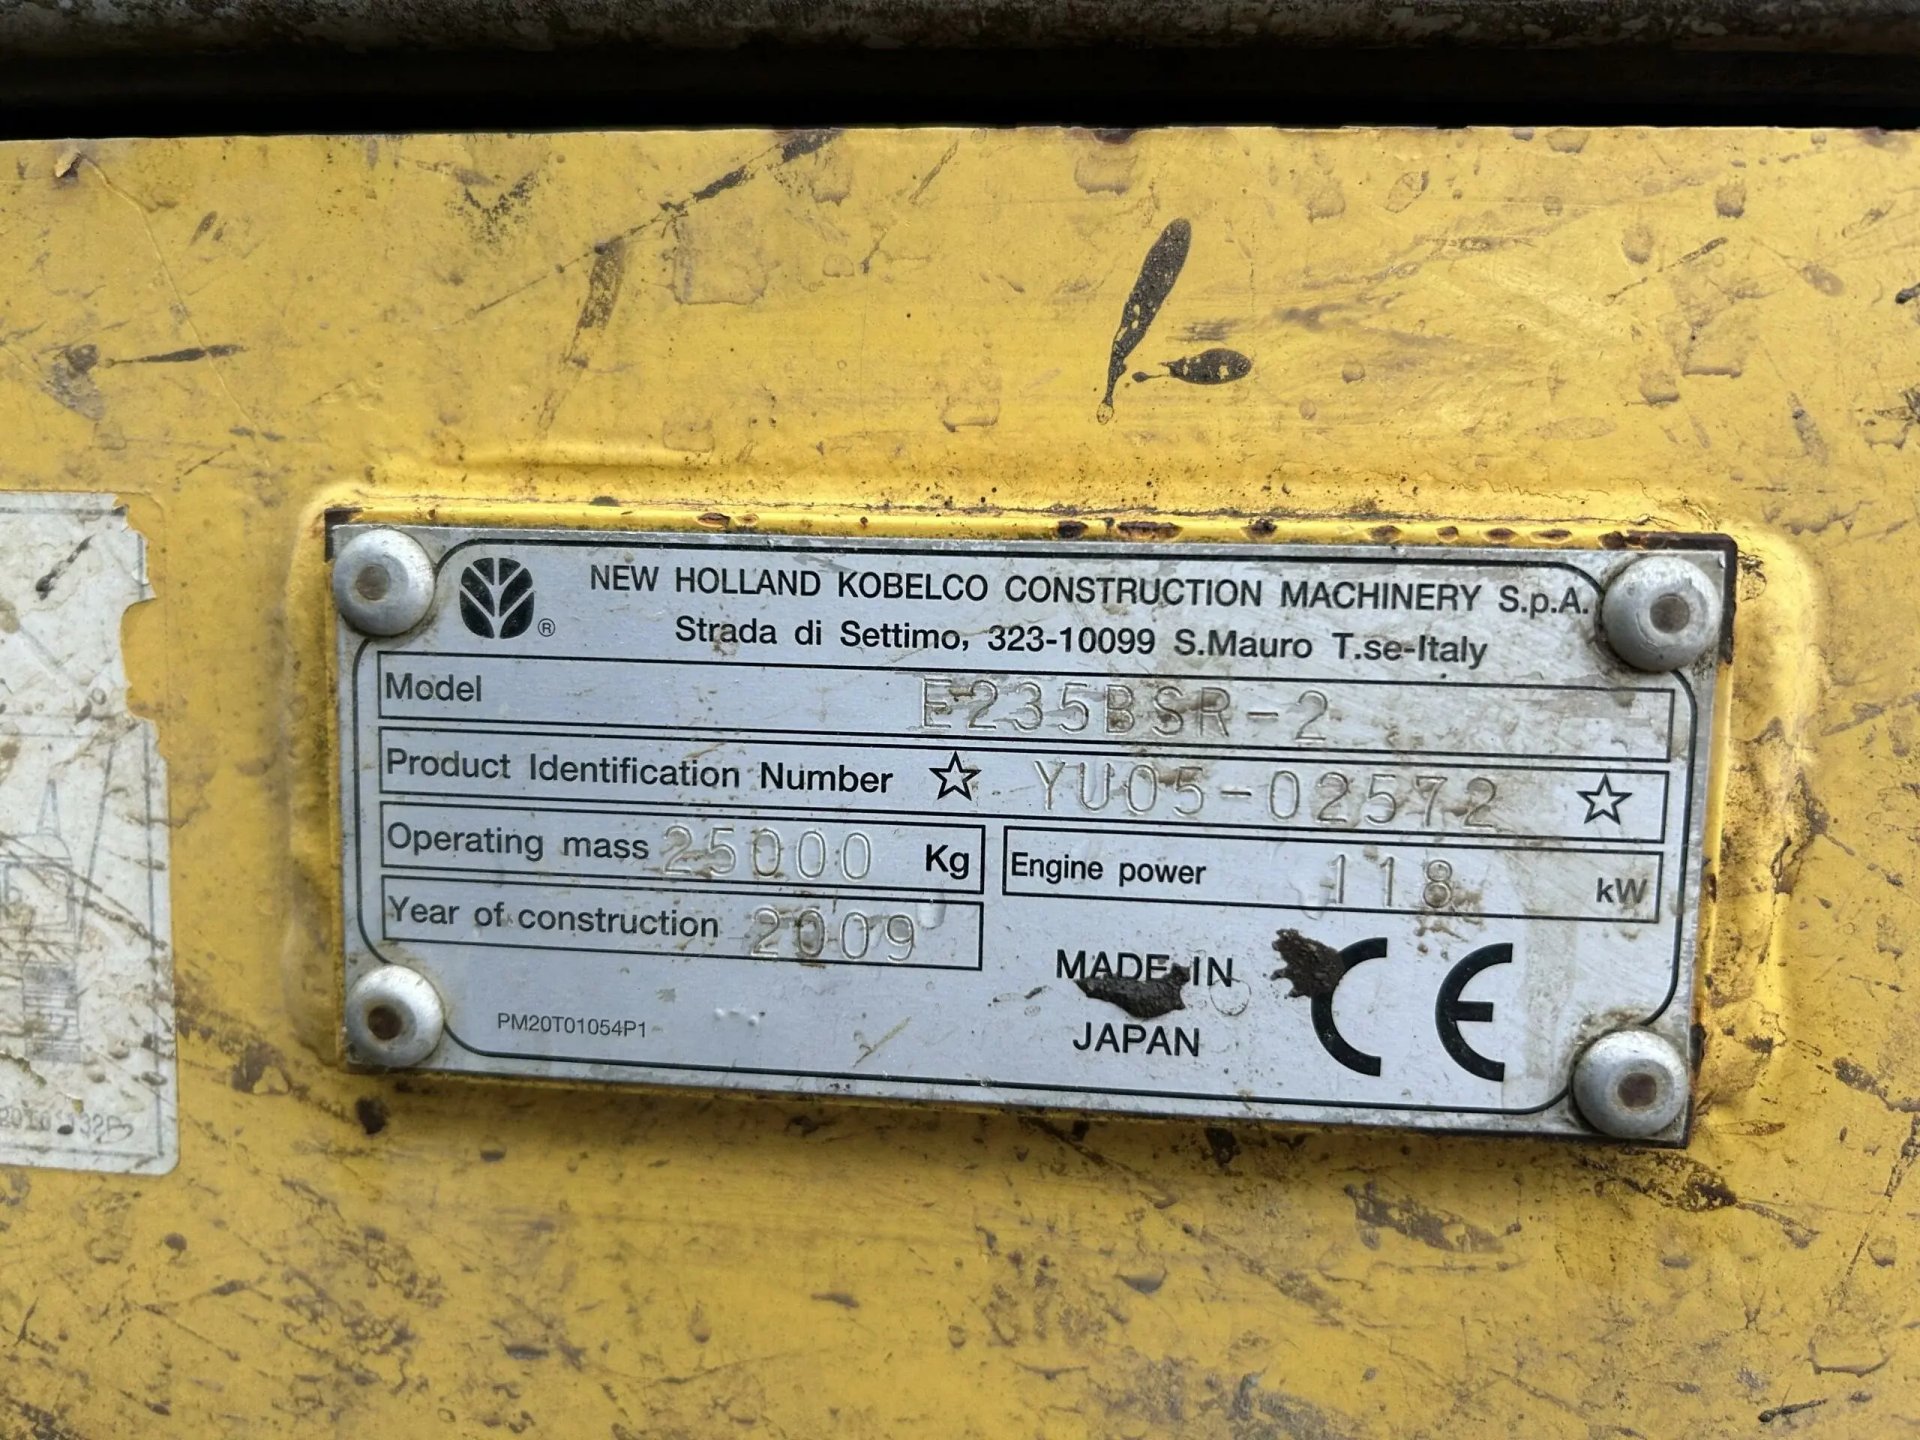 NEW HOLLAND KOBELCO CONSTRUCTION MACHINERY S.p.A.
®
Strada di Settimo, 323-10099 S.Mauro T.se-Italy
Model E235BSR-2
Product Identification Number ☆ YU05-02572 ☆
Operating mass 25000 Kg
Engine power 118 kW
Year of construction 2009
MADE IN
JAPAN
CE
PM20T01054P1